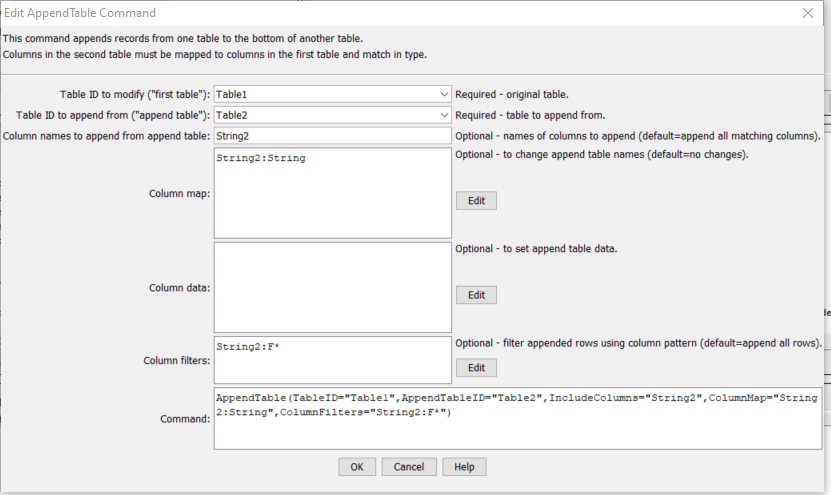 Edit AppendTable Command
This command appends records from one table to the bottom of another table.
Columns in the second table must be mapped to columns in the first table and match in type.
Table ID to modify ("first table"): Table1 Required - original table.
Table ID to append from ("append table"): Table2 Required - table to append from.
Column names to append from append table: String2 Optional - names of columns to append (default=append all matching columns).
String2:String Optional - to change append table names (default=no changes).
Column map: Edit
Optional - to set append table data.
Column data: Edit
String2:F* Optional - filter appended rows using column pattern (default=append all rows).
Column filters: Edit
AppendTable(TableID="Table1",AppendTableID="Table2",IncludeColumns="String2",ColumnMap="String
Command: 2:String",ColumnFilters="String2:F*")
OK Cancel Help